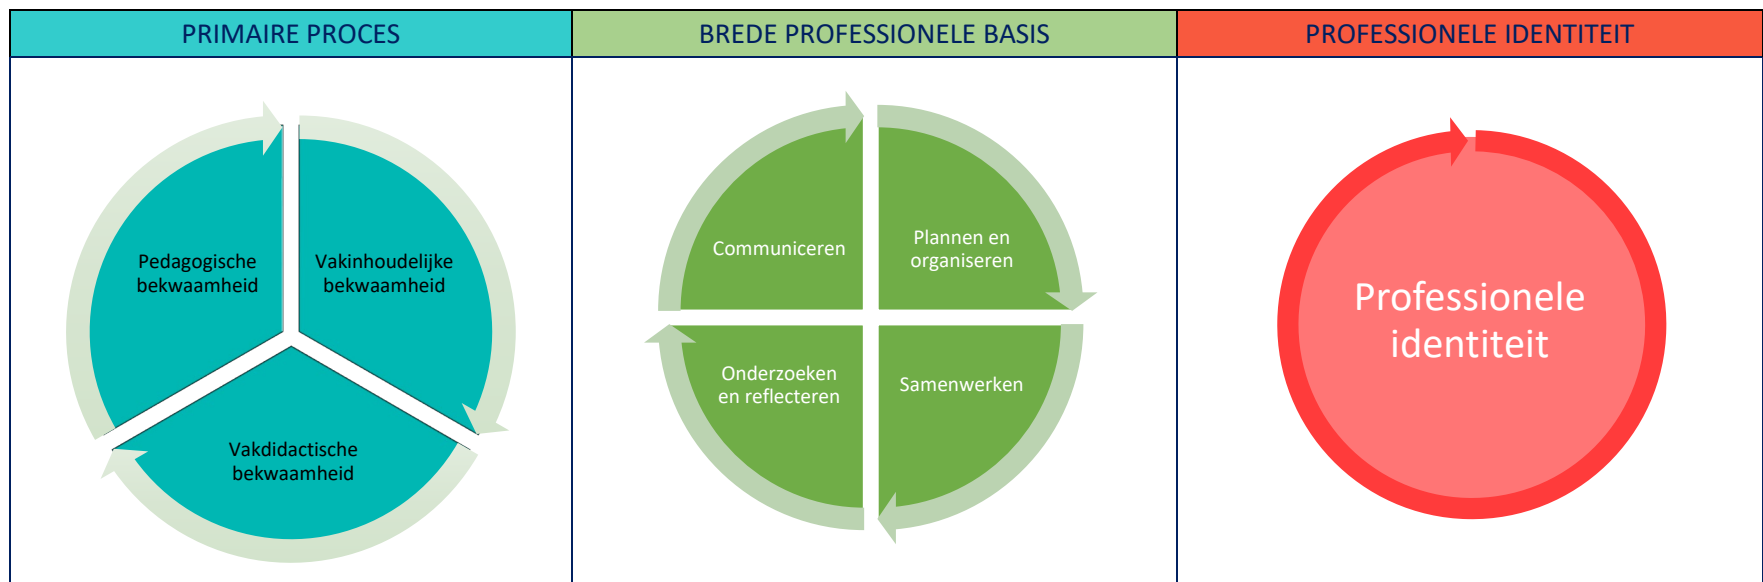 PRIMAIRE PROCES
BREDE PROFESSIONELE BASIS
PROFESSIONELE IDENTITEIT
Pedagogische
bekwaamheid
Vakinhoudelijke
bekwaamheid
Vakdidactische
bekwaamheid
Communiceren
Plannen en
organiseren
Onderzoeken
en reflecteren
Samenwerken
Professionele
identiteit